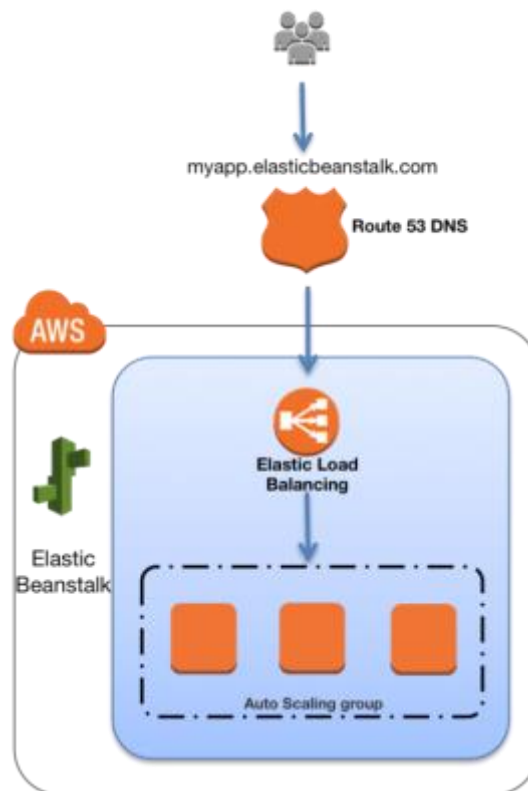 myapp.elasticbeanstalk.com
Route 53 DNS
AWS
Elastic Load
Balancing
Elastic
Beanstalk
Auto Scaling group